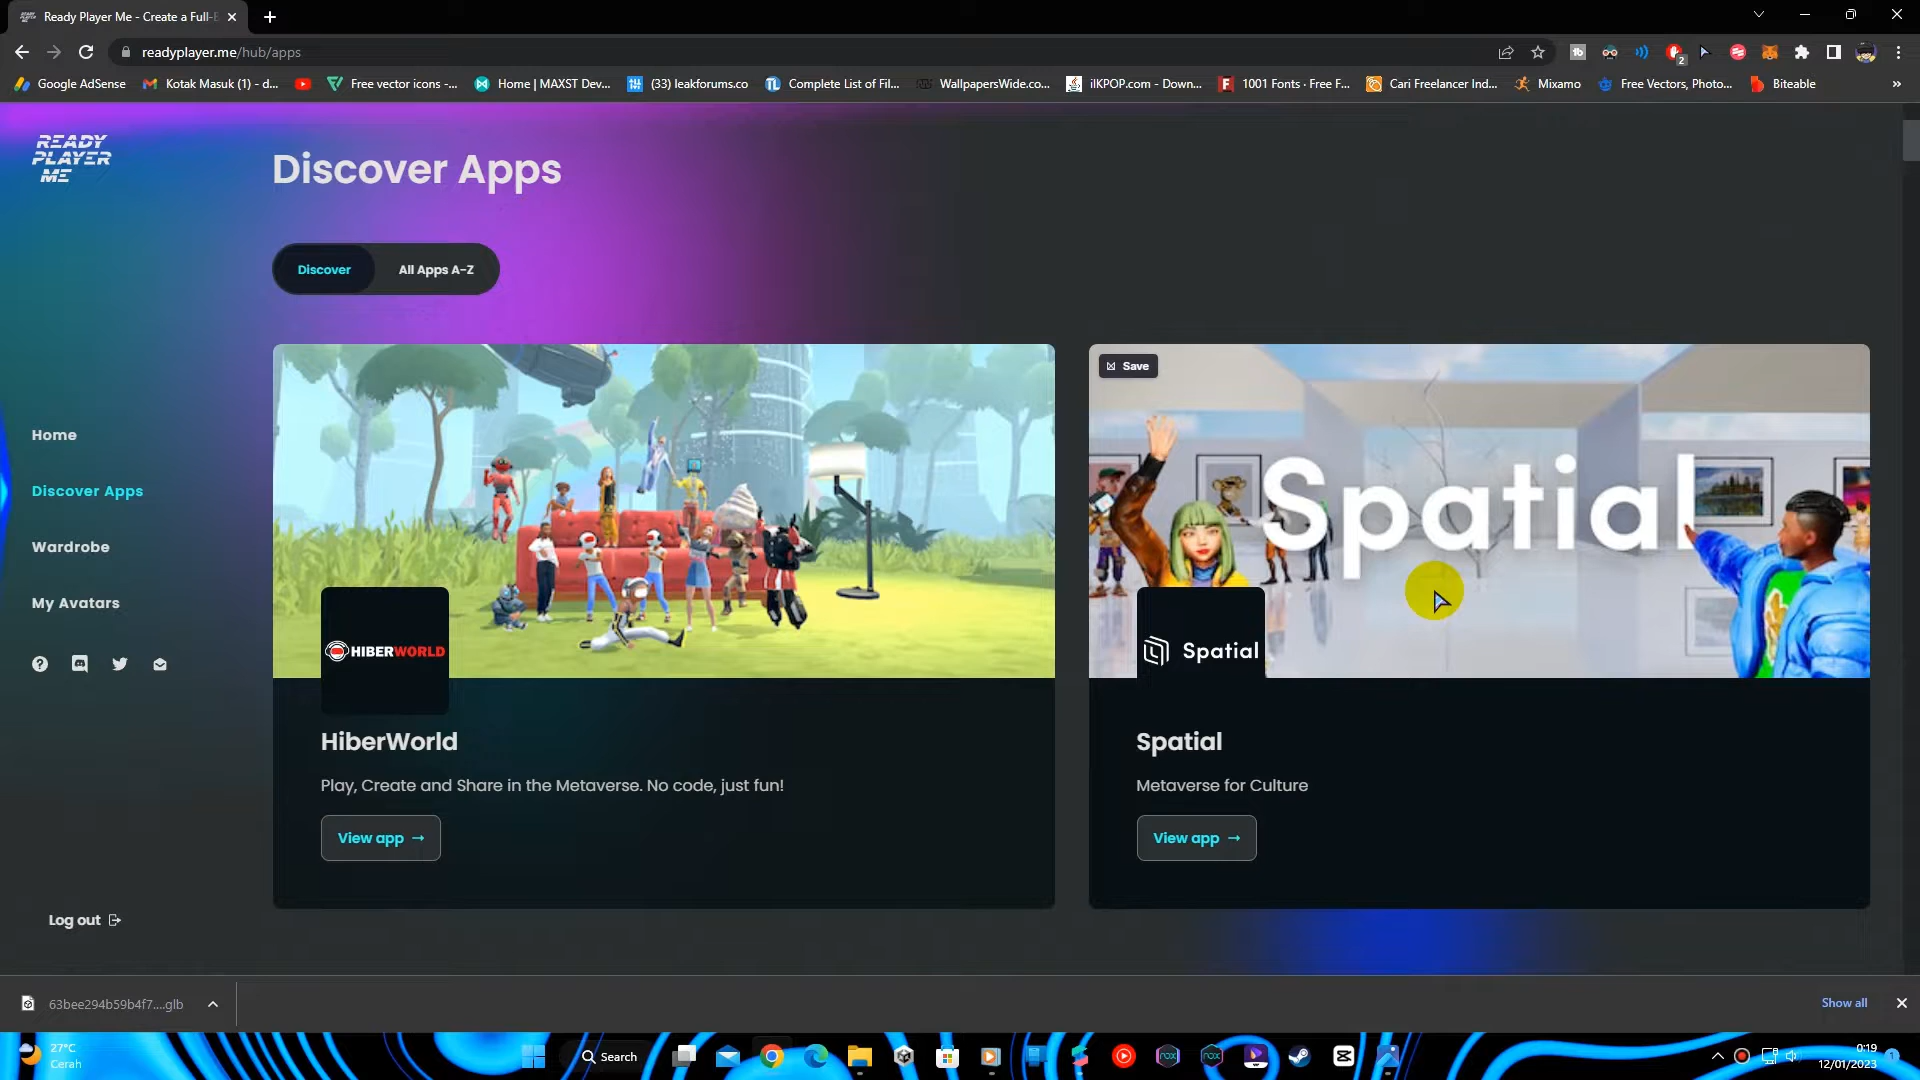 Ready Player Me - Create a Full-B
readyplayer.me/hub/apps
2
Google AdSense
Kotak Masuk (1) - d...
Free vector icons -...
Home | MAXST Dev...
(33) leakforums.co
Complete List of Fil...
WallpapersWide.co...
ilKPOP.com - Down...
1001 Fonts · Free F...
Cari Freelancer Ind...
Mixamo
Free Vectors, Photo...
Biteable
»
READY
PLAYER
ME
Discover Apps
Discover
All Apps A-Z
Home
Discover Apps
Wardrobe
My Avatars
Log out
HIBERWORLD
HiberWorld
Play, Create and Share in the Metaverse. No code, just fun!
View app →
Save
Spatial
Spatial
Spatial
Metaverse for Culture
View app →
63bee294b59b4f7....glb
Show all
27°C
Cerah
Search
0:19
12/01/2023
1